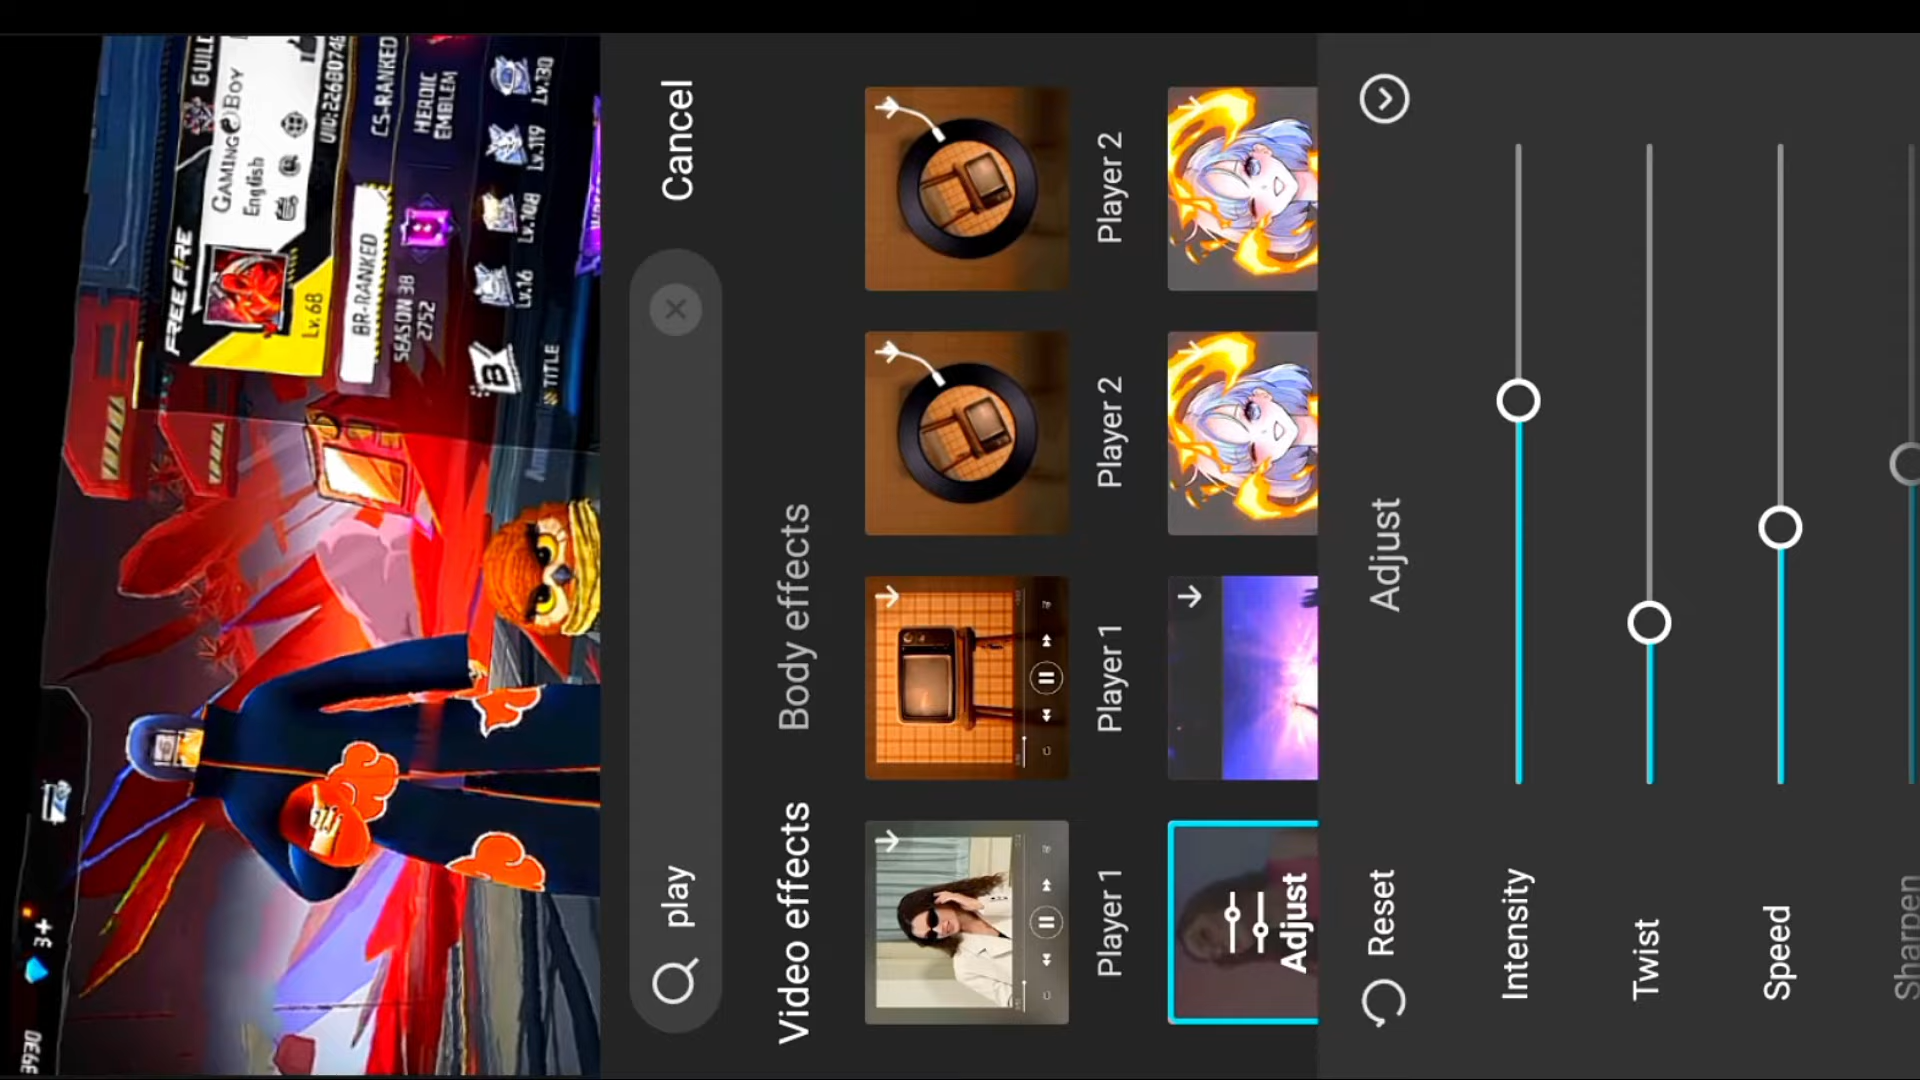 GUILD
FREE FIRE
GAMING BOY
English
Lv.68
BR-RANKED
CS-RANKED
SEASON 38
2752
HEROIC
EMBLEM
Lv.16
Lv.108
Lv.119
Lv.130
TITLE
3+
3930
play
Cancel
Video effects
Body effects
Player 1
Player 1
Player 2
Player 2
Adjust
Reset
Adjust
Intensity
Twist
Speed
Sharpen